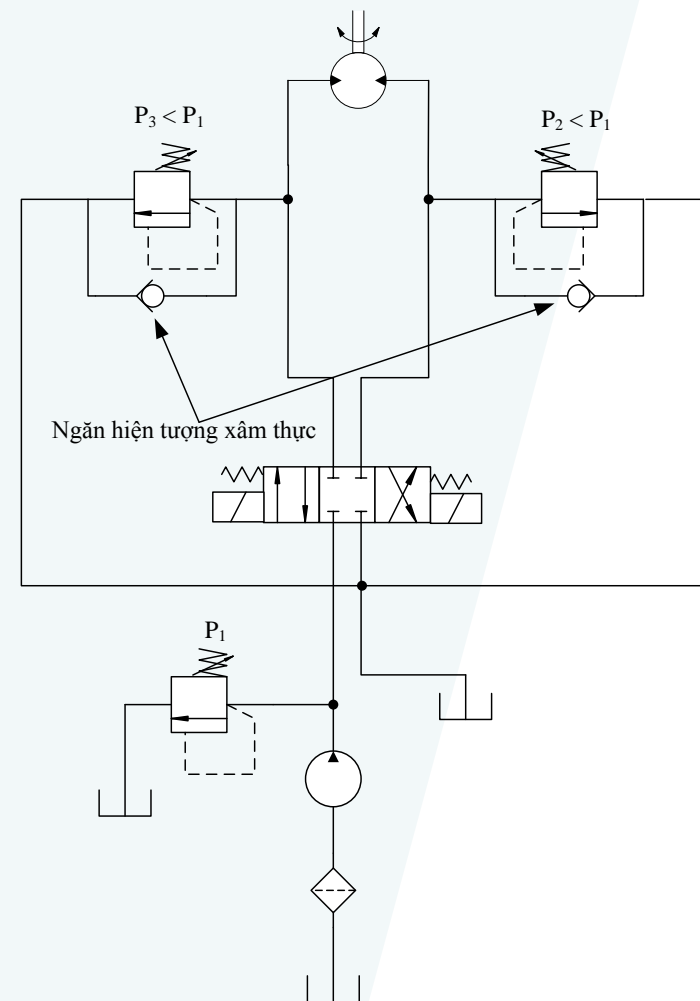 P₃ < P₁
P₂ < P₁
Ngăn hiện tượng xâm thực
P₁